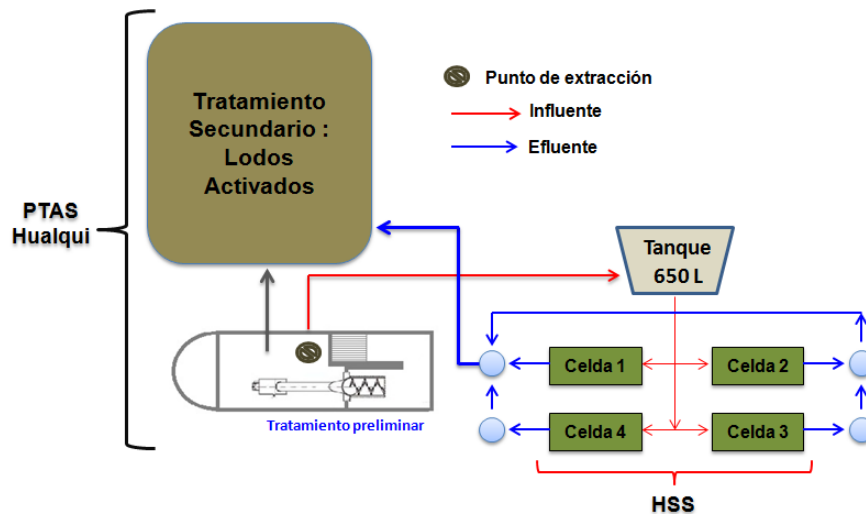 Tratamiento
Secundario :
Lodos
Activados
Punto de extracción
Influente
Efluente
PTAS
Hualqui
Tanque
650 L
Tratamiento preliminar
Celda 1
Celda 2
Celda 4
Celda 3
HSS